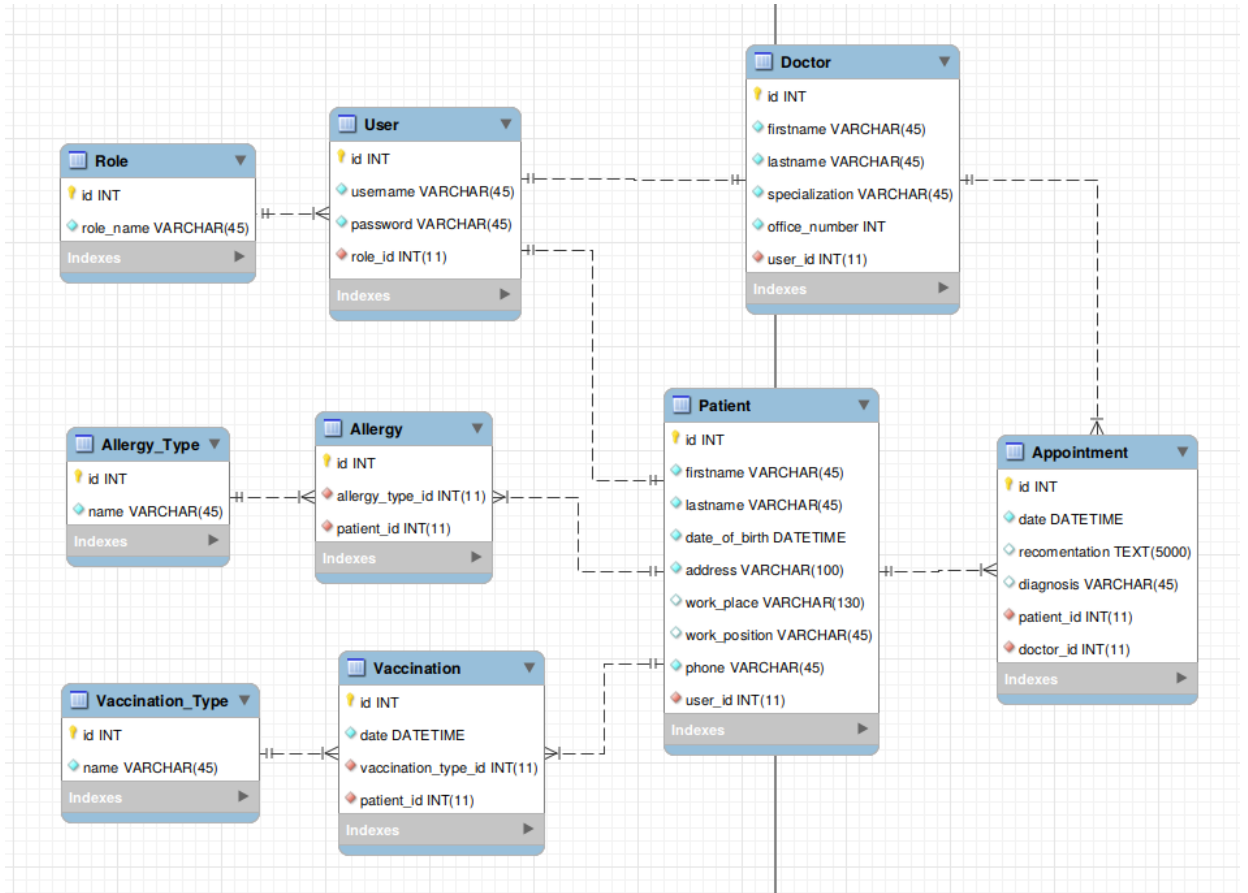 Doctor
id INT
firstname VARCHAR(45)
lastname VARCHAR(45)
specialization VARCHAR(45)
office_number INT
user_id INT(11)
Indexes
User
id INT
username VARCHAR(45)
password VARCHAR(45)
role_id INT(11)
Indexes
Role
id INT
role_name VARCHAR(45)
Indexes
Patient
id INT
firstname VARCHAR(45)
lastname VARCHAR(45)
date_of_birth DATETIME
address VARCHAR(100)
work_place VARCHAR(130)
work_position VARCHAR(45)
phone VARCHAR(45)
user_id INT(11)
Indexes
Allergy
id INT
allergy_type_id INT(11)
patient_id INT(11)
Indexes
Allergy_Type
id INT
name VARCHAR(45)
Indexes
Appointment
id INT
date DATETIME
recomentation TEXT(5000)
diagnosis VARCHAR(45)
patient_id INT(11)
doctor_id INT(11)
Indexes
Vaccination
id INT
date DATETIME
vaccination_type_id INT(11)
patient_id INT(11)
Indexes
Vaccination_Type
id INT
name VARCHAR(45)
Indexes